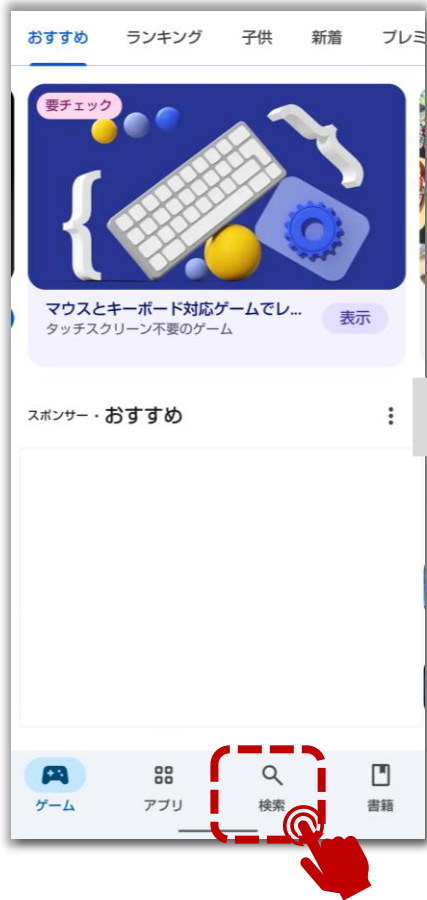 おすすめ ランキング 子供 新着 プレミ
要チェック
マウスとキーボード対応ゲームでレ...
タッチスクリーン不要のゲーム
表示
スポンサー・おすすめ
ゲーム アプリ 検索 書籍